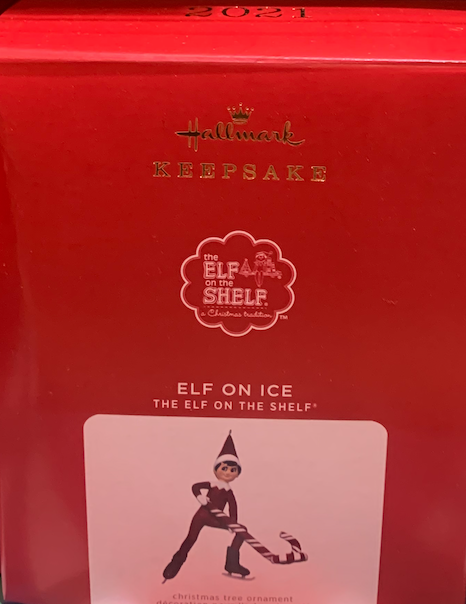 2021
Hallmark
KEEPSAKE
the
ELF
on the
SHELF®
a Christmas tradition™
ELF ON ICE
THE ELF ON THE SHELF®
christmas tree ornament